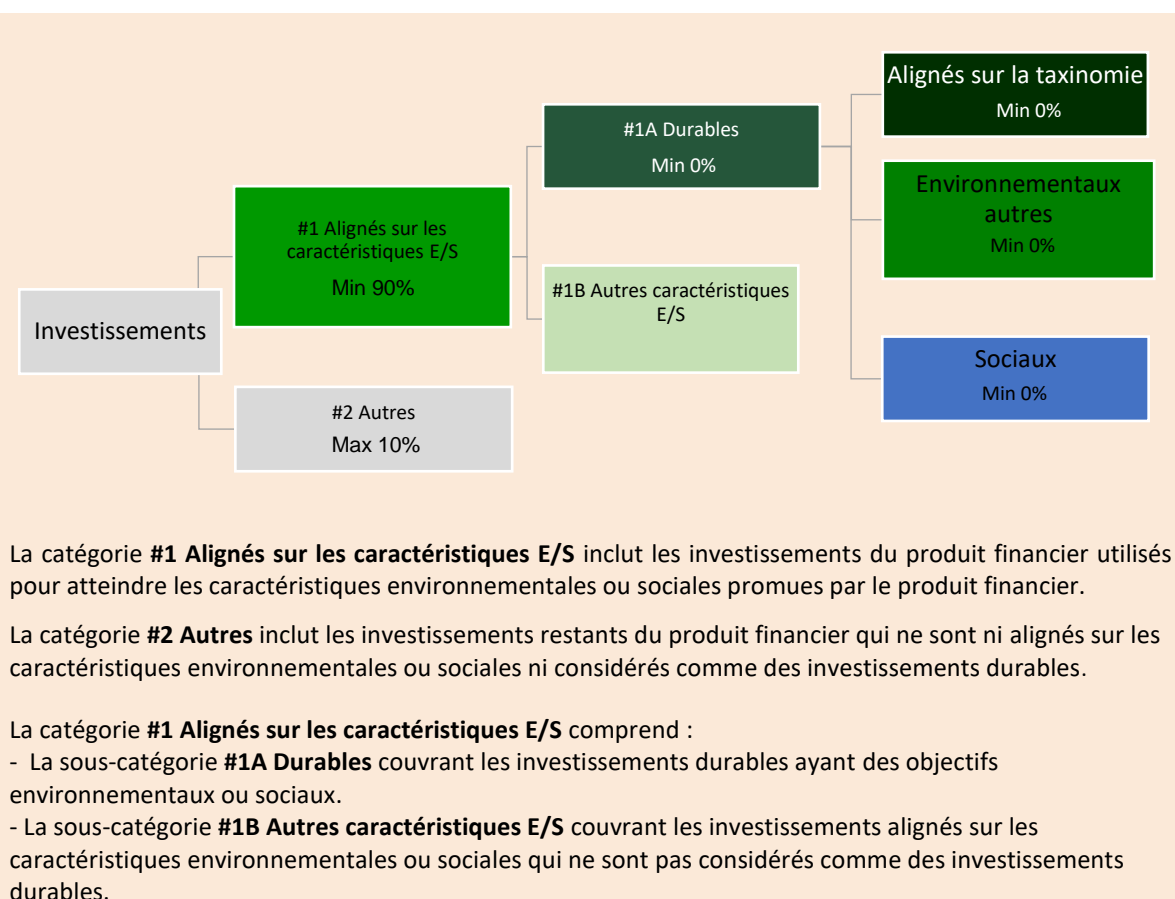 Investissements
#1 Alignés sur les
caractéristiques E/S
Min 90%
#2 Autres
Max 10%
#1A Durables
Min 0%
#1B Autres caractéristiques
E/S
Alignés sur la taxinomie
Min 0%
Environnementaux
autres
Min 0%
Sociaux
Min 0%
La catégorie #1 Alignés sur les caractéristiques E/S inclut les investissements du produit financier utilisés
pour atteindre les caractéristiques environnementales ou sociales promues par le produit financier.
La catégorie #2 Autres inclut les investissements restants du produit financier qui ne sont ni alignés sur les
caractéristiques environnementales ou sociales ni considérés comme des investissements durables.
La catégorie #1 Alignés sur les caractéristiques E/S comprend :
- La sous-catégorie #1A Durables couvrant les investissements durables ayant des objectifs
environnementaux ou sociaux.
- La sous-catégorie #1B Autres caractéristiques E/S couvrant les investissements alignés sur les
caractéristiques environnementales ou sociales qui ne sont pas considérés comme des investissements
durables.